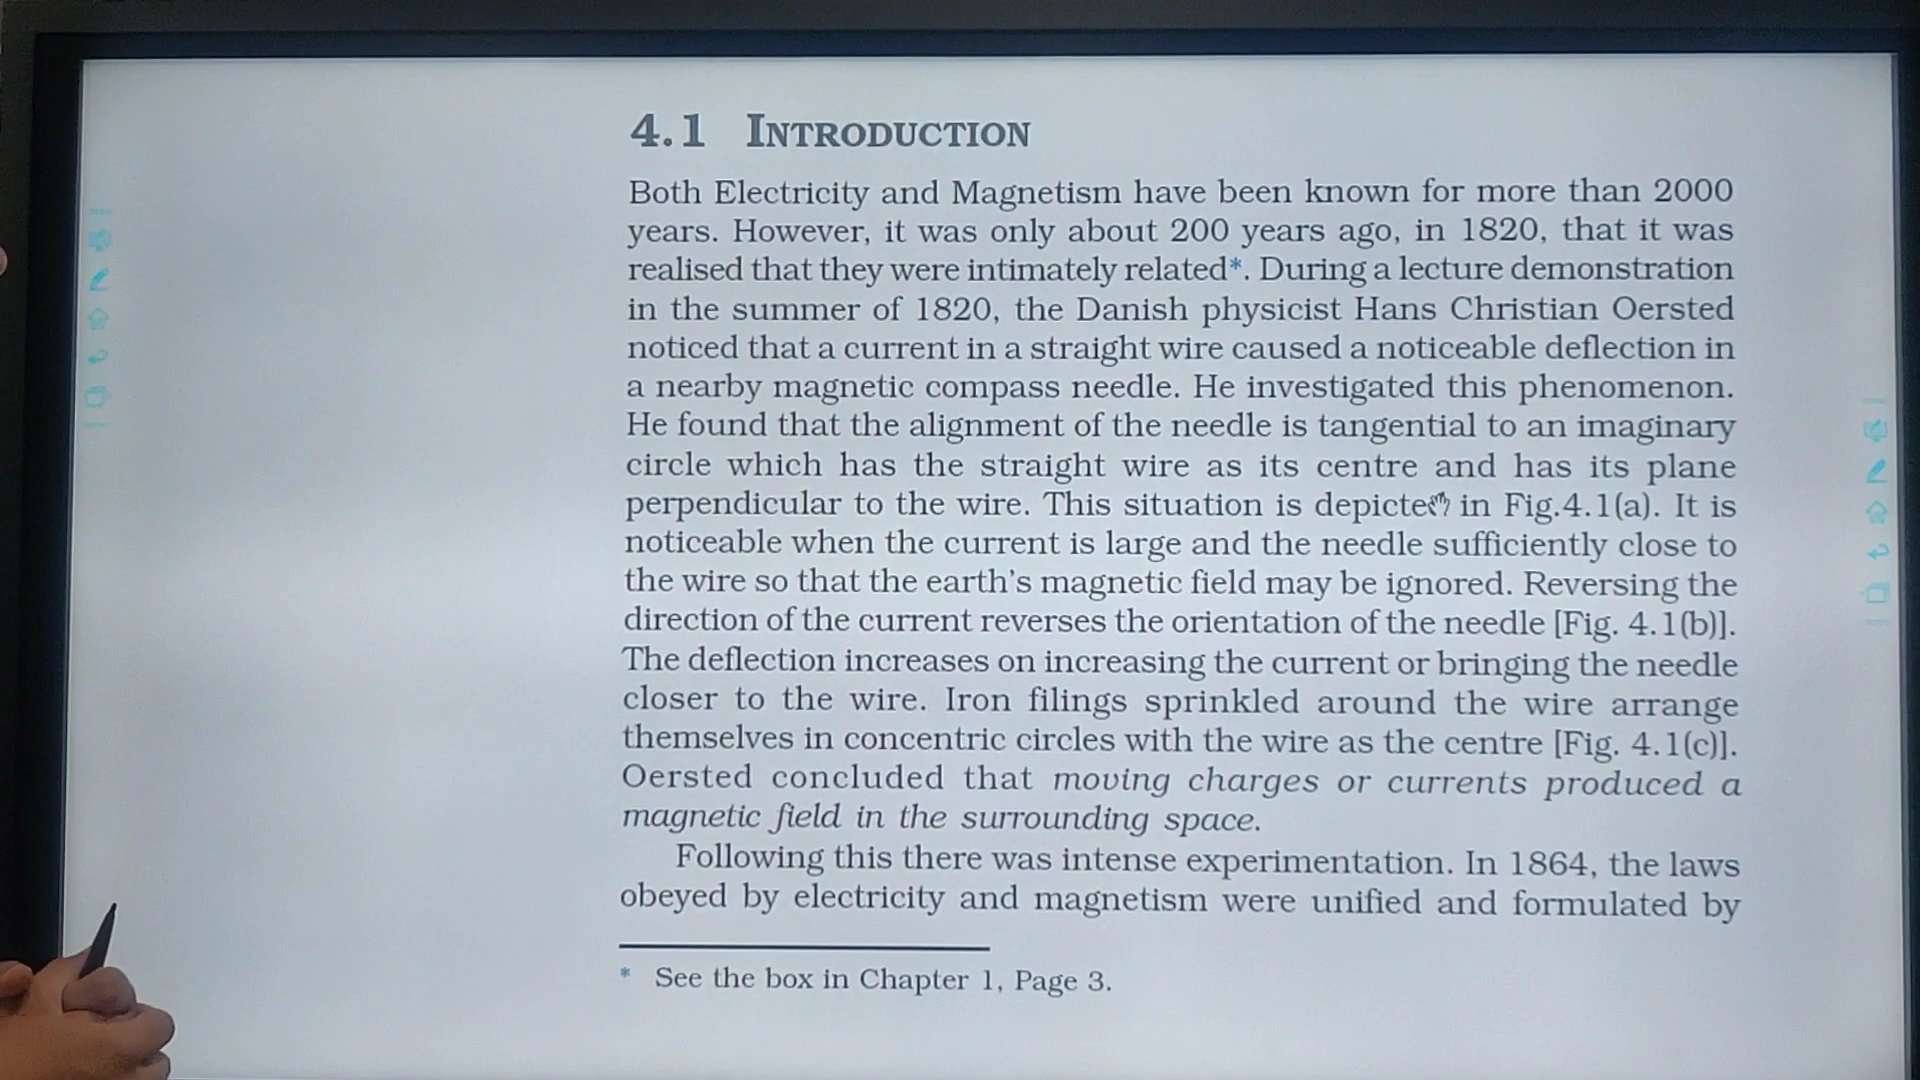 4.1 INTRODUCTION
Both Electricity and Magnetism have been known for more than 2000
years. However, it was only about 200 years ago, in 1820, that it was
realised that they were intimately related*. During a lecture demonstration
in the summer of 1820, the Danish physicist Hans Christian Oersted
noticed that a current in a straight wire caused a noticeable deflection in
a nearby magnetic compass needle. He investigated this phenomenon.
He found that the alignment of the needle is tangential to an imaginary
circle which has the straight wire as its centre and has its plane
perpendicular to the wire. This situation is depicted in Fig.4.1(a). It is
noticeable when the current is large and the needle sufficiently close to
the wire so that the earth's magnetic field may be ignored. Reversing the
direction of the current reverses the orientation of the needle [Fig. 4.1(b)].
The deflection increases on increasing the current or bringing the needle
closer to the wire. Iron filings sprinkled around the wire arrange
themselves in concentric circles with the wire as the centre [Fig. 4.1(c)].
Oersted concluded that moving charges or currents produced a
magnetic field in the surrounding space.
Following this there was intense experimentation. In 1864, the laws
obeyed by electricity and magnetism were unified and formulated by
* See the box in Chapter 1, Page 3.